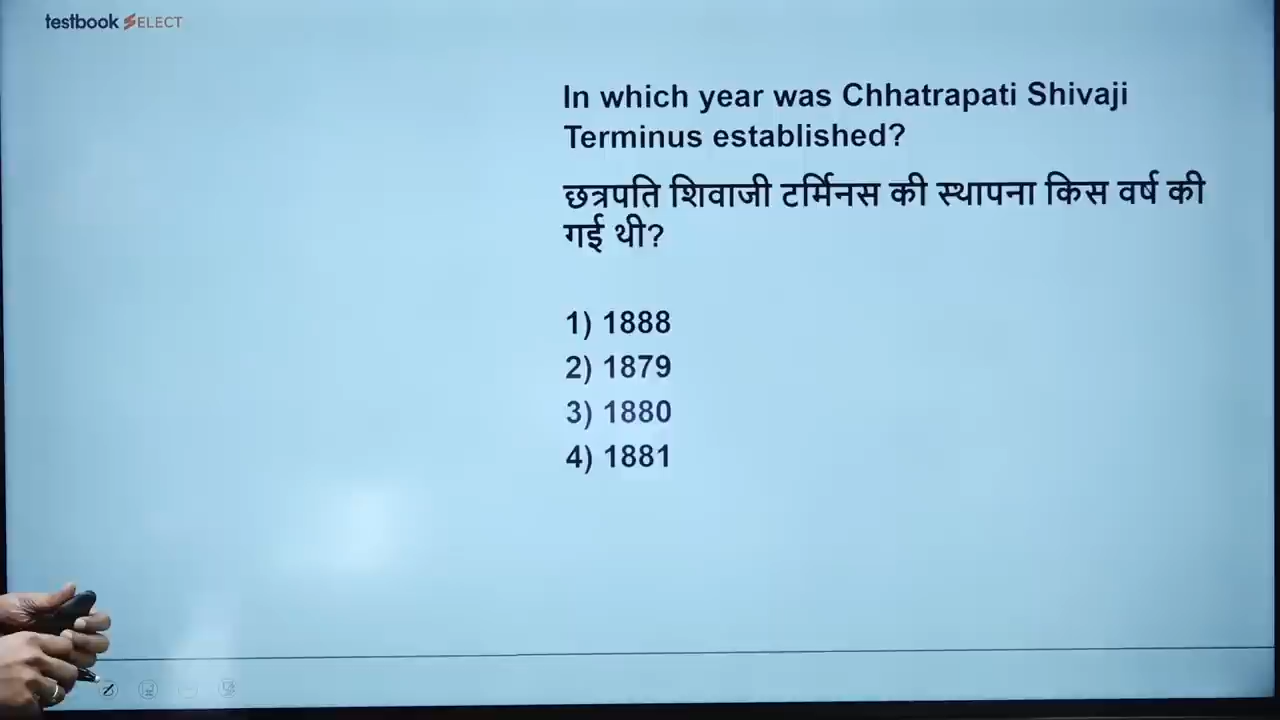 testbook SELECT
In which year was Chhatrapati Shivaji
Terminus established?
छत्रपति शिवाजी टर्मिनस की स्थापना किस वर्ष की
गई थी?
1) 1888
2) 1879
3) 1880
4) 1881